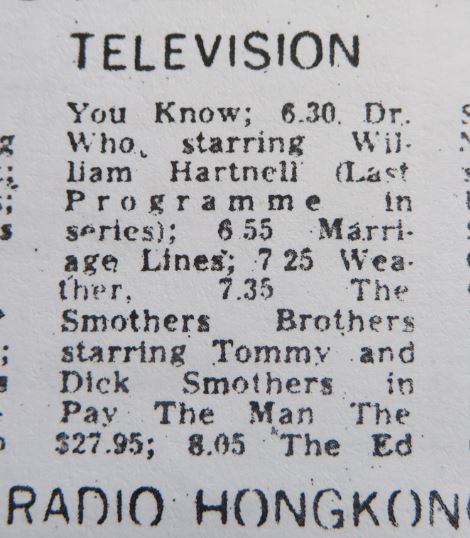 TELEVISION
You Know; 6.30. Dr.
Who, starring Wil-
liam Hartnell (Last
Programme in
series); 6.55 Marri-
age Lines; 7 25 Wea-
ther, 7.35 The
Smothers Brothers
starring Tommy and
Dick Smothers in
Pay The Man The
$27.95; 8.05 The Ed
RADIO HONGKONG